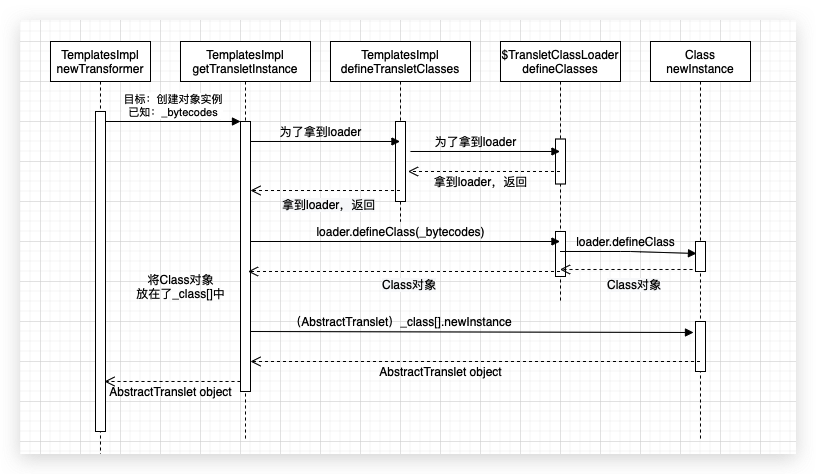 TemplatesImpl
newTransformer
TemplatesImpl
getTransletInstance
TemplatesImpl
defineTransletClasses
$TransletClassLoader
defineClasses
Class
newInstance
目标：创建对象实例
已知：_bytecodes
为了拿到loader
为了拿到loader
拿到loader，返回
拿到loader，返回
loader.defineClass(_bytecodes)
loader.defineClass
将Class对象
放在了_class[]中
Class对象
Class对象
（AbstractTranslet）_class[].newInstance
AbstractTranslet object
AbstractTranslet object